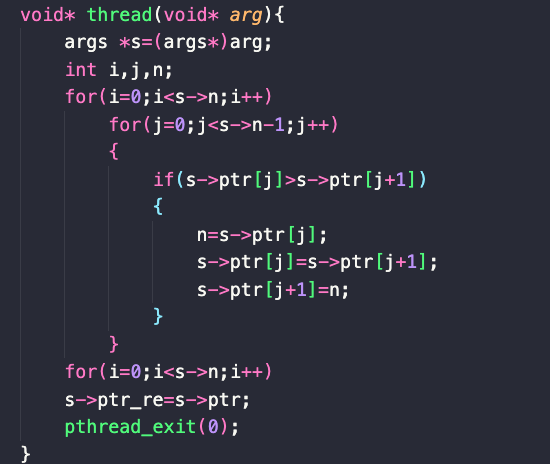 void* thread(void* arg){
args *s=(args*)arg;
int i,j,n;
for(i=0;i<s->n;i++)
for(j=0;j<s->n-1;j++)
{
if(s->ptr[j]>s->ptr[j+1])
{
n=s->ptr[j];
s->ptr[j]=s->ptr[j+1];
s->ptr[j+1]=n;
}
}
for(i=0;i<s->n;i++)
s->ptr_re=s->ptr;
pthread_exit(0);
}